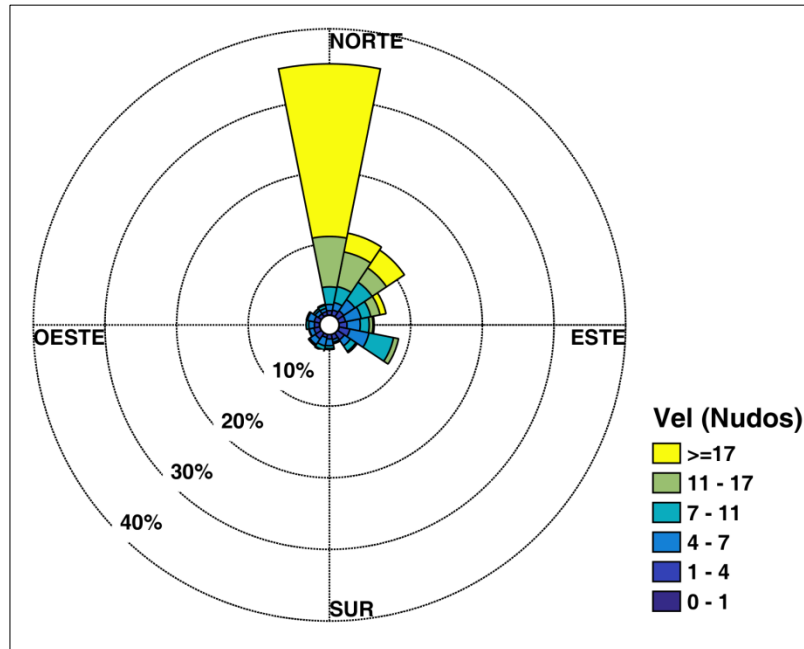 NORTE
OESTE
ESTE
10%
20%
30%
40%
SUR
Vel (Nudos)
>=17
11 - 17
7 - 11
4 - 7
1 - 4
0 - 1